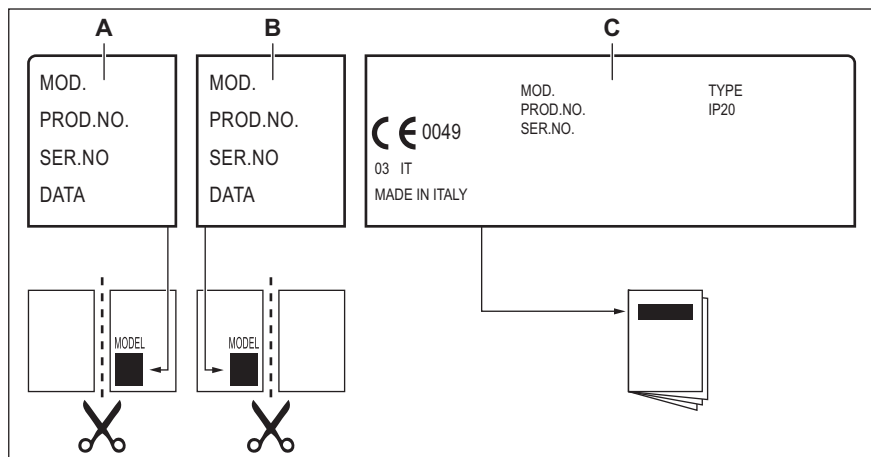 A
B
C
MOD.
PROD.NO.
SER.NO
DATA
MOD.
PROD.NO.
SER.NO
DATA
MOD.
PROD.NO.
SER.NO.
TYPE
IP20
CE 0049
03 IT
MADE IN ITALY
MODEL
MODEL